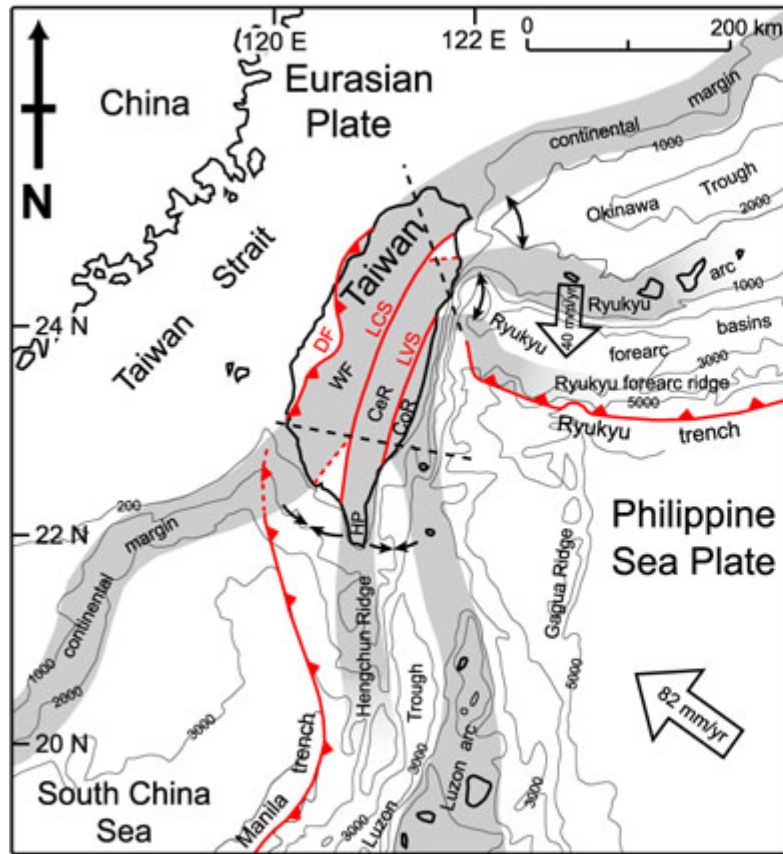 120 E
122 E
0
200 km
China
Eurasian
Plate
continental
margin
1000
N
Okinawa
Trough
2000
Taiwan
Strait
Taiwan
arc
Ryukyu
1000
24 N
DF
LCS
WF
LVS
CeR
CoR
Ryukyu
40 mm/yr
basins
forearc
3000
Ryukyu forearc ridge
5000
Ryukyu
trench
200
margin
continental
22 N
HP
Philippine
Sea Plate
Hengchun Ridge
Gagua Ridge
1000
2000
3000
5000
82 mm/yr
Trough
3000
20 N
arc
Luzon
trench
Manila
South China
Sea
3000
Luzon
3000